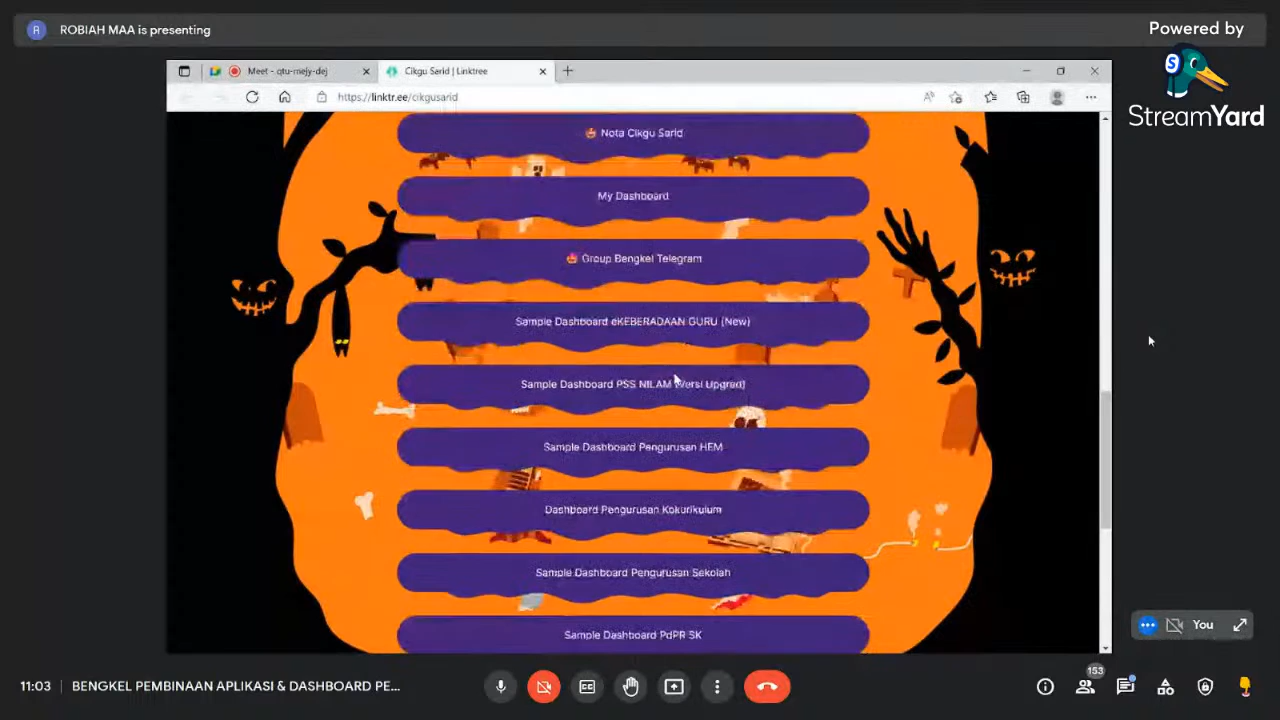 R
ROBIAH MAA is presenting
Powered by
S
StreamYard
Meet - qtu-mejy-dej
Cikgu Sarid | Linktree
https://linktr.ee/cikgusarid
Nota Cikgu Sarid
My Dashboard
Group Bengkel Telegram
Sample Dashboard eKEBERADAAN GURU (New)
Sample Dashboard PSS NILAM (Versi Upgred)
Sample Dashboard Pengurusan HEM
Dashboard Pengurusan Kokurikulum
Sample Dashboard Pengurusan Sekolah
Sample Dashboard PdPR SK
You
11:03 | BENGKEL PEMBINAAN APLIKASI & DASHBOARD PE...
153